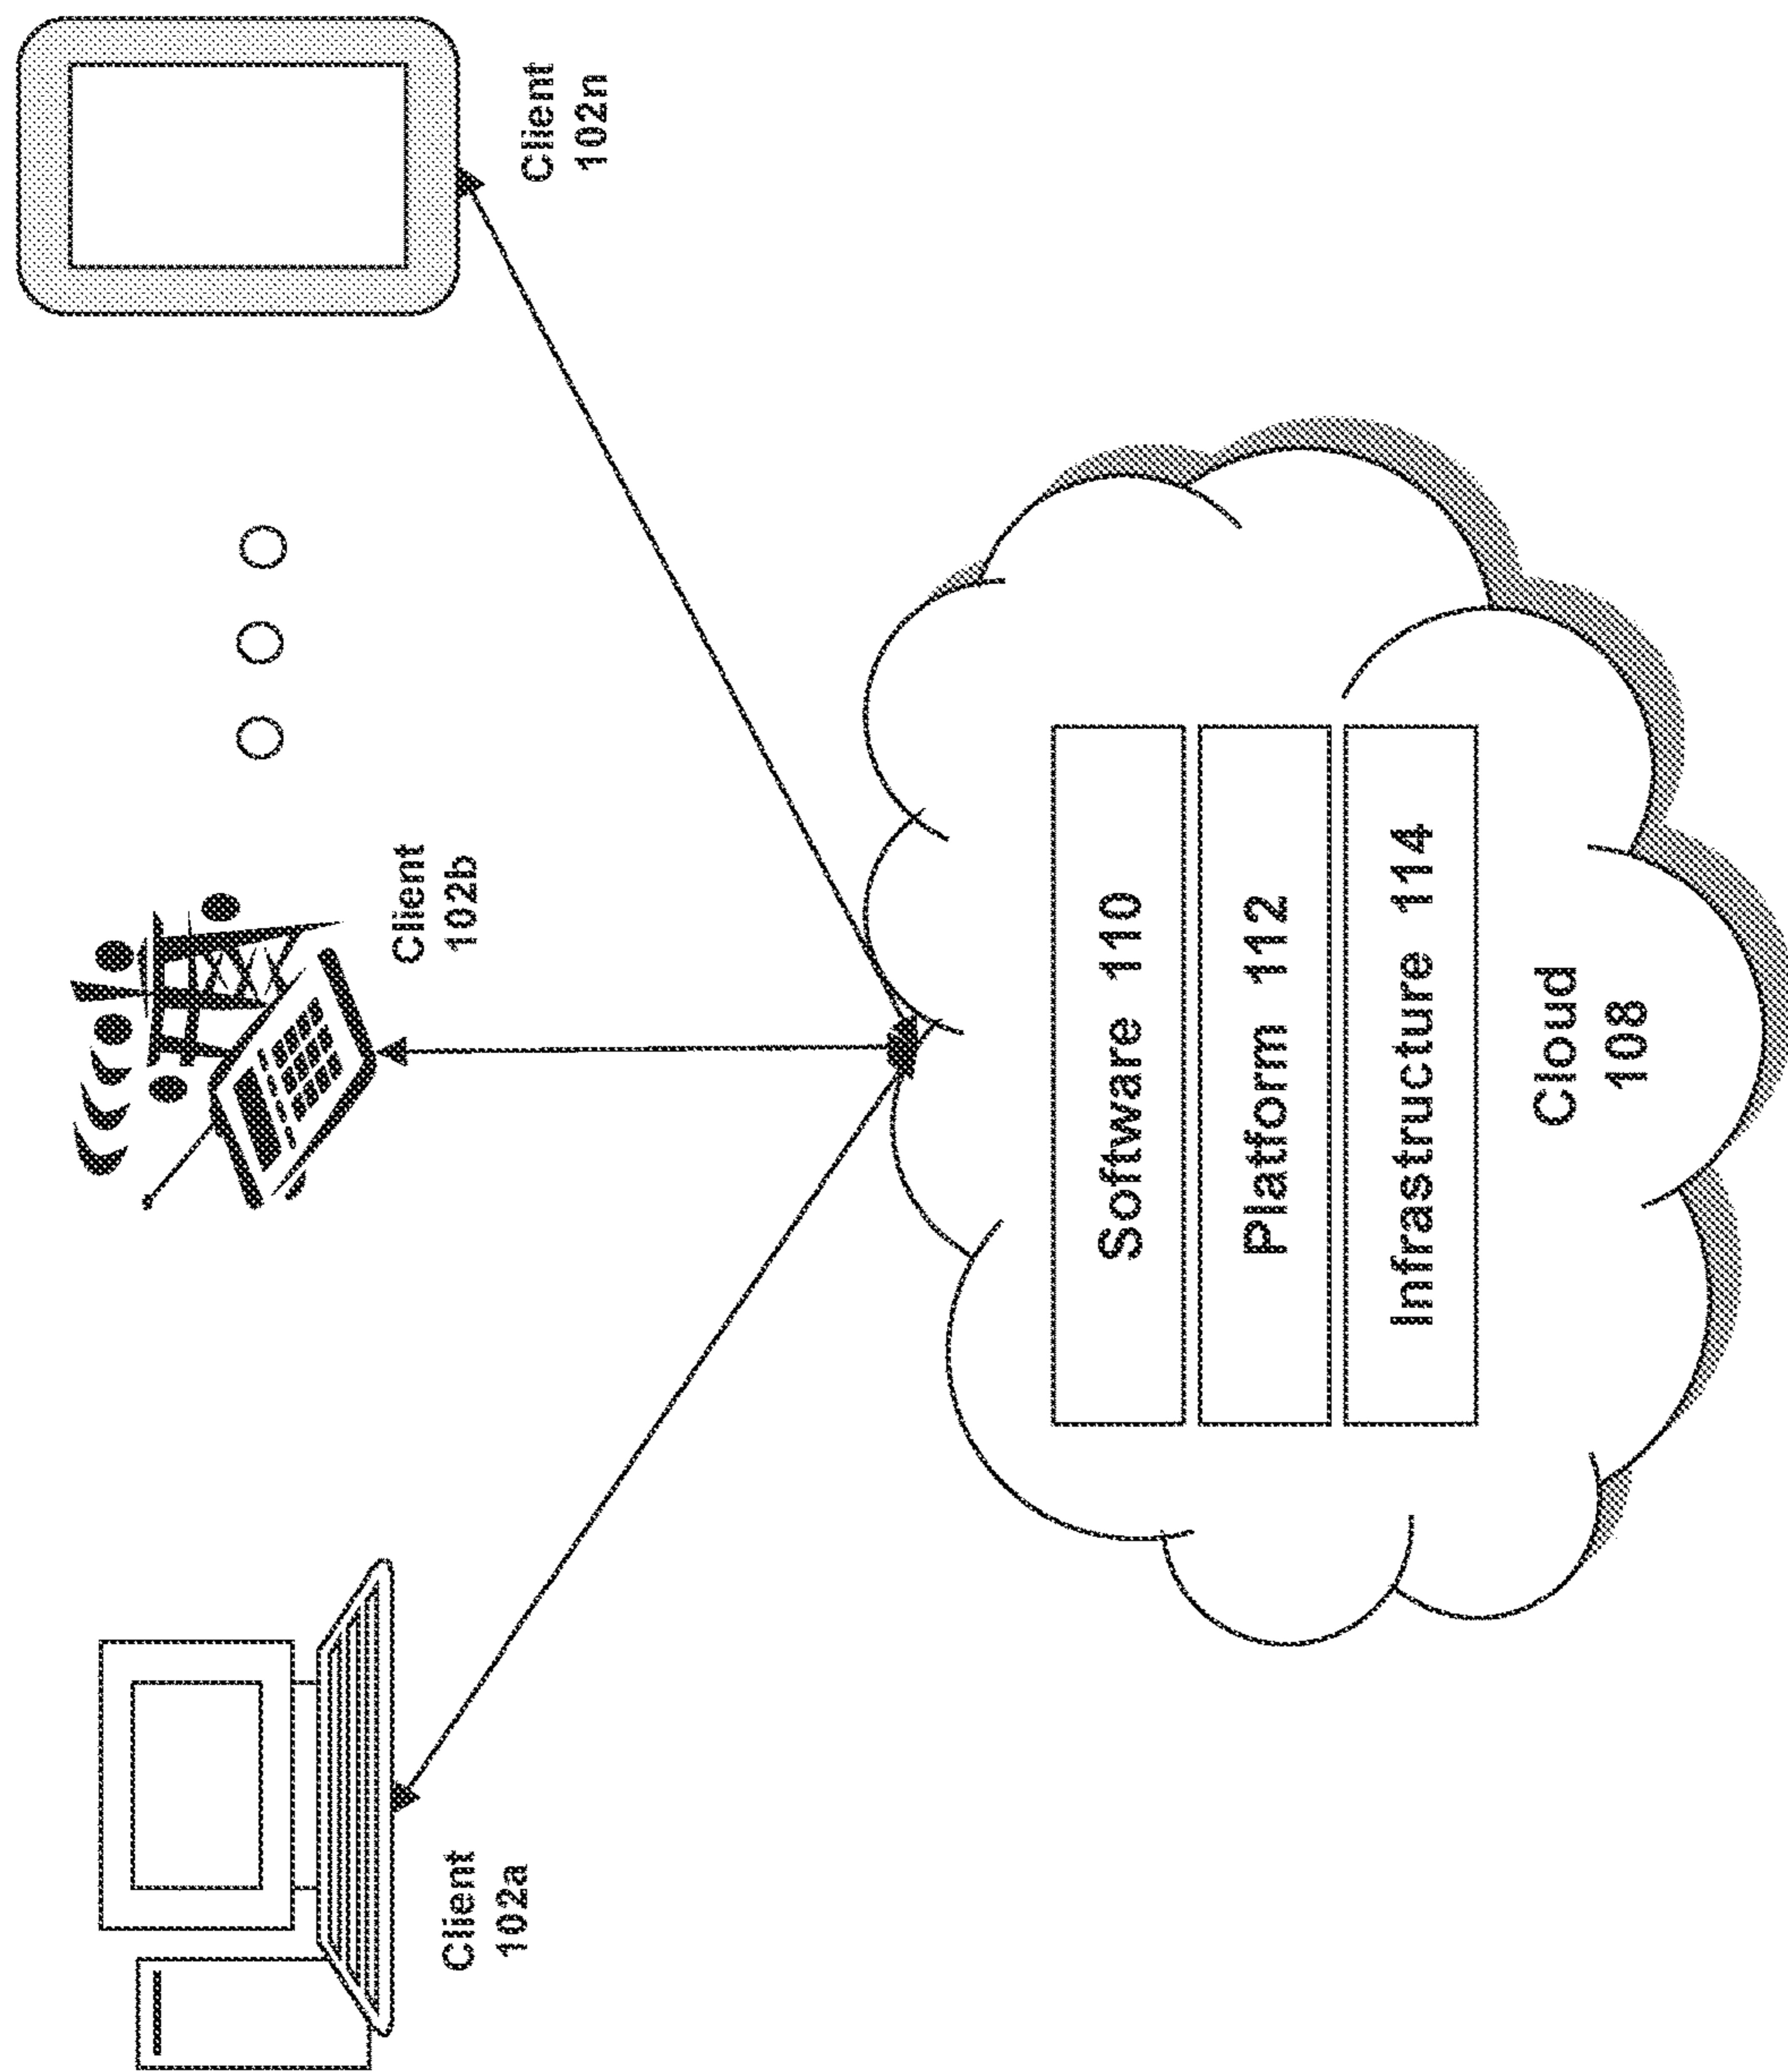 Client
102a
Client
102b
Client
102n
Software 110
Platform 112
Infrastructure 114
Cloud
108